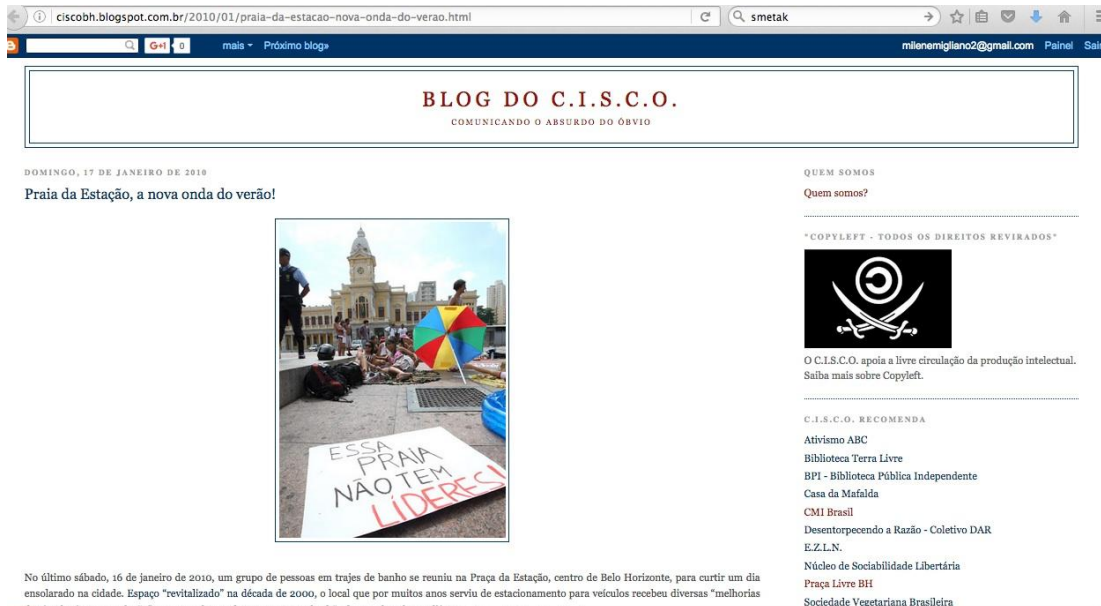 ciscobh.blogspot.com.br/2010/01/praia-da-estacao-nova-onda-do-verao.html
smetak
G+1 0
mais
Próximo blog»
milenemigliano2@gmail.com
Painel
Sair
BLOG DO C.I.S.C.O.
COMUNICANDO O ABSURDO DO ÓBVIO
DOMINGO, 17 DE JANEIRO DE 2010
Praia da Estação, a nova onda do verão!
ESSA
PRAIA
NÃO TEM
LÍDERES!
No último sábado, 16 de janeiro de 2010, um grupo de pessoas em trajes de banho se reuniu na Praça da Estação, centro de Belo Horizonte, para curtir um dia
ensolarado na cidade. Espaço “revitalizado” na década de 2000, o local que por muitos anos serviu de estacionamento para veículos recebeu diversas “melhorias
QUEM SOMOS
Quem somos?
"COPYLEFT - TODOS OS DIREITOS REVIRADOS"
O C.I.S.C.O. apoia a livre circulação da produção intelectual.
Saiba mais sobre Copyleft.
C.I.S.C.O. RECOMENDA
Ativismo ABC
Biblioteca Terra Livre
BPI - Biblioteca Pública Independente
Casa da Mafalda
CMI Brasil
Desentorpecendo a Razão - Coletivo DAR
E.Z.L.N.
Núcleo de Sociabilidade Libertária
Praça Livre BH
Sociedade Vegetariana Brasileira